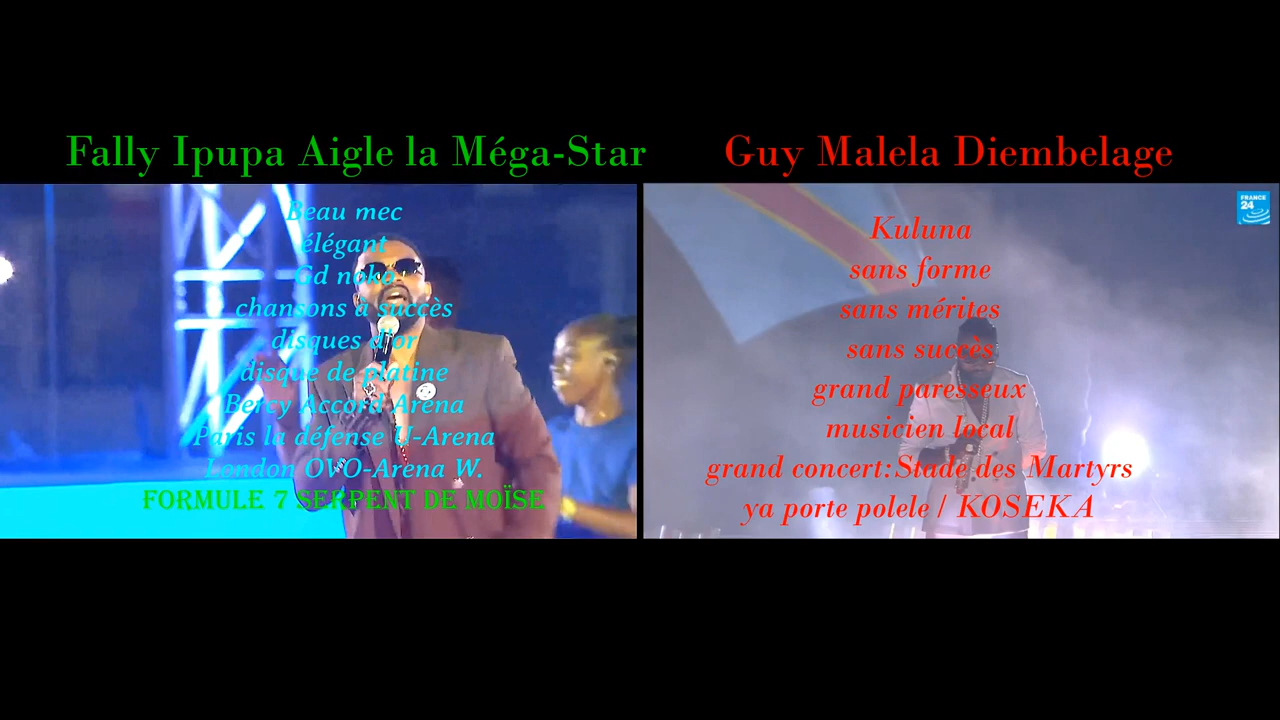 Fally Ipupa Aigle la Méga-Star
Beau mec
élégant
Gd noko
chansons à succès
disques d'or
disque de platine
Bercy Accord Arena
Paris la défense U-Arena
London OVO-Arena W.
FORMULE 7 SERPENT DE MOÏSE
Guy Malela Diembelage
FRANCE
24
Kuluna
sans forme
sans mérites
sans succès
grand paresseux
musicien local
grand concert:Stade des Martyrs
ya porte polele / KOSEKA